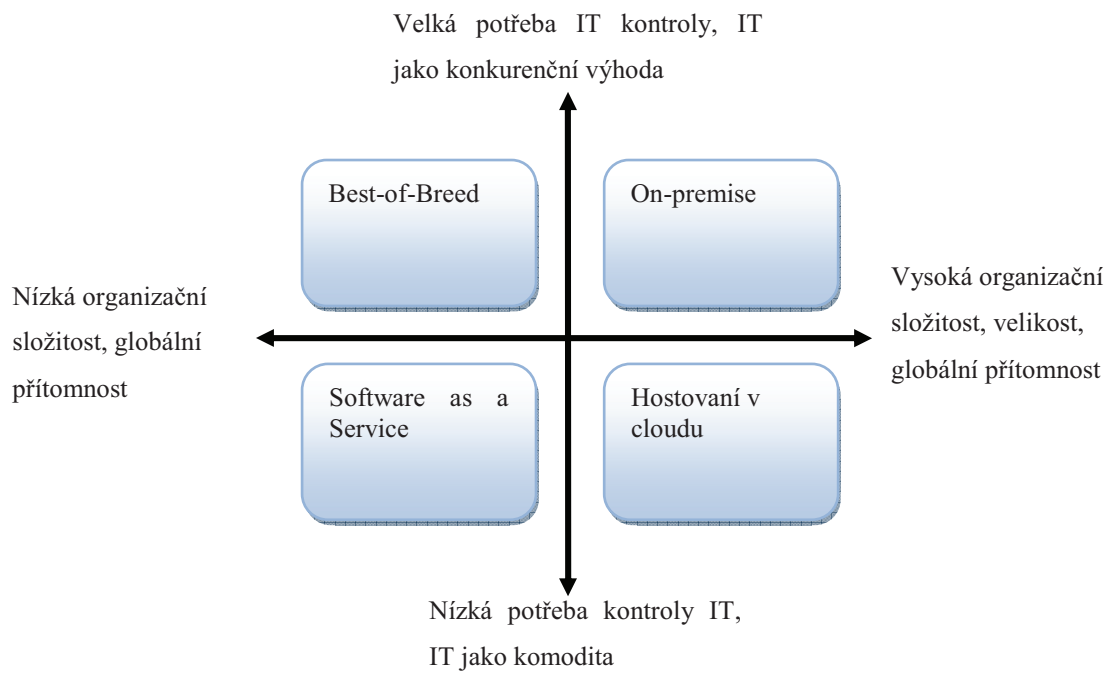 Velká potřeba IT kontroly, IT
jako konkurenční výhoda
Best-of-Breed
On-premise
Nízká organizační
složitost, globální
přítomnost
Vysoká organizační
složitost, velikost,
globální přítomnost
Software as a
Service
Hostovaní v
cloudu
Nízká potřeba kontroly IT,
IT jako komodita